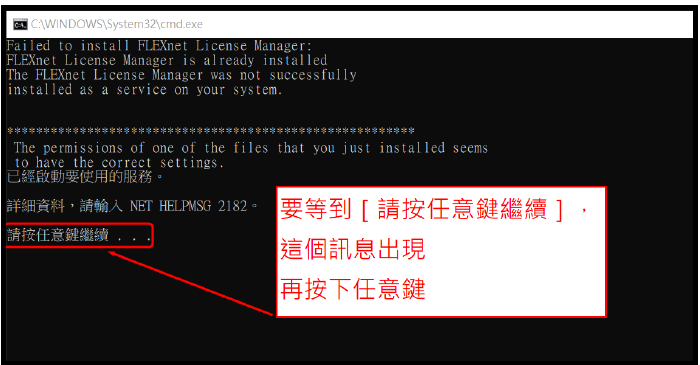 C:\WINDOWS\System32\cmd.exe
Failed to install FLEXnet License Manager:
FLEXnet License Manager is already installed
The FLEXnet License Manager was not successfully
installed as a service on your system.
********************************************************
The permissions of one of the files that you just installed seems
to have the correct settings.
已經啟動要使用的服務。
詳細資料，請輸入 NET HELPMSG 2182。
請按任意鍵繼續 . . .
要等到 [ 請按任意鍵繼續 ]，
這個訊息出現
再按下任意鍵